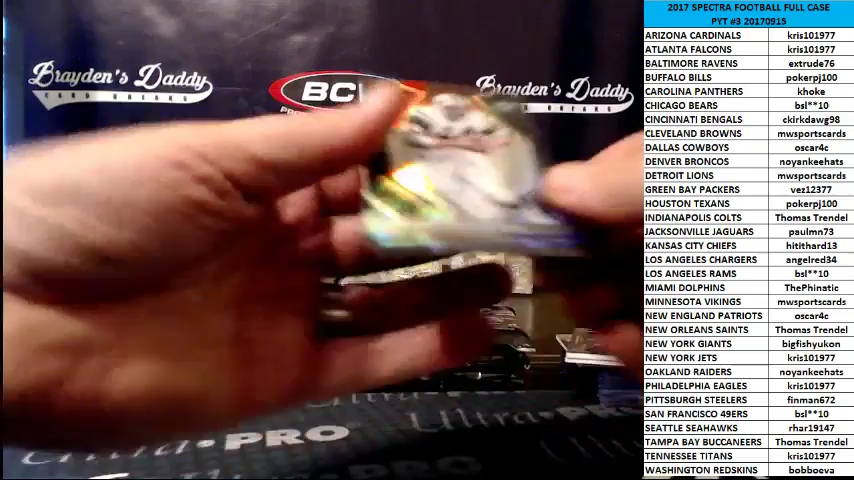 2017 SPECTRA FOOTBALL FULL CASE
PYT #3 20170915
ARIZONA CARDINALS kris101977
ATLANTA FALCONS kris101977
BALTIMORE RAVENS extrude76
BUFFALO BILLS pokerpj100
CAROLINA PANTHERS khoke
CHICAGO BEARS bsl**10
CINCINNATI BENGALS ckirkdawg98
CLEVELAND BROWNS mwsportscards
DALLAS COWBOYS oscar4c
DENVER BRONCOS noyankeehats
DETROIT LIONS mwsportscards
GREEN BAY PACKERS vez12377
HOUSTON TEXANS pokerpj100
INDIANAPOLIS COLTS Thomas Trendel
JACKSONVILLE JAGUARS paulmn73
KANSAS CITY CHIEFS hitithard13
LOS ANGELES CHARGERS angelred34
LOS ANGELES RAMS bsl**10
MIAMI DOLPHINS ThePhinatic
MINNESOTA VIKINGS mwsportscards
NEW ENGLAND PATRIOTS oscar4c
NEW ORLEANS SAINTS Thomas Trendel
NEW YORK GIANTS bigfishyukon
NEW YORK JETS kris101977
OAKLAND RAIDERS noyankeehats
PHILADELPHIA EAGLES kris101977
PITTSBURGH STEELERS finman672
SAN FRANCISCO 49ERS bsl**10
SEATTLE SEAHAWKS rhar19147
TAMPA BAY BUCCANEERS Thomas Trendel
TENNESSEE TITANS kris101977
WASHINGTON REDSKINS bobboeva
Brayden's Daddy
CARD BREAKS
BC
Brayden's Daddy
BREAKS
Ultra PRO
Ultra PRO